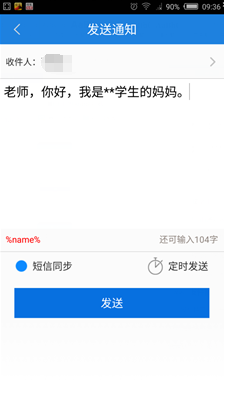 90% 09:36
发送通知
收件人：
老师，你好，我是**学生的妈妈。
%name% 还可输入104字
短信同步 定时发送
发送